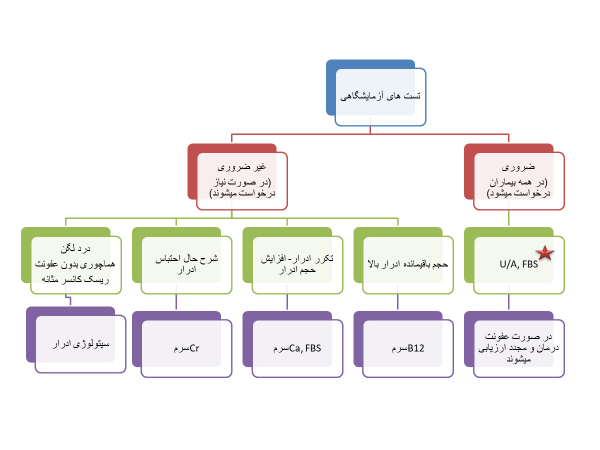 تست های آزمایشگاهی
ضروری
(در همه بیماران
درخواست میشود)
غیر ضروری
(در صورت نیاز
درخواست میشوند)
U/A, FBS
حجم باقیمانده ادرار بالا
تکرر ادرار-افزایش
حجم ادرار
شرح حال احتباس
ادرار
درد لگن
هماچوری بدون عفونت
ریسک کانسر مثانه
در صورت عفونت
درمان و مجدد ارزیابی
میشوند
B12سرم
Ca, FBSسرم
Crسرم
سیتولوژی ادرار